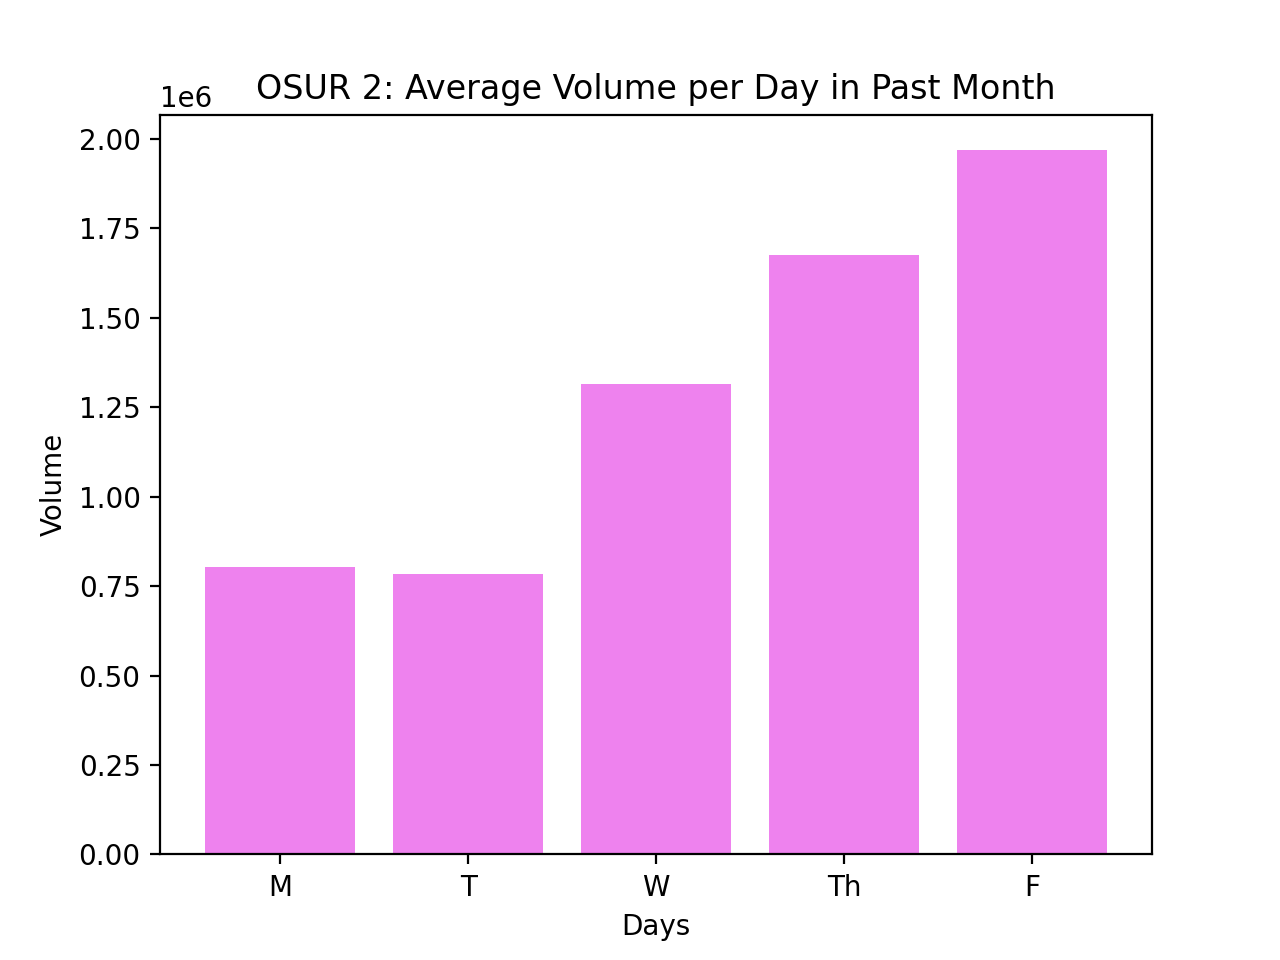 OSUR 2: Average Volume per Day in Past Month
1e6
2.00
1.75
1.50
1.25
1.00
0.75
0.50
0.25
0.00
Volume
M T W Th F
Days